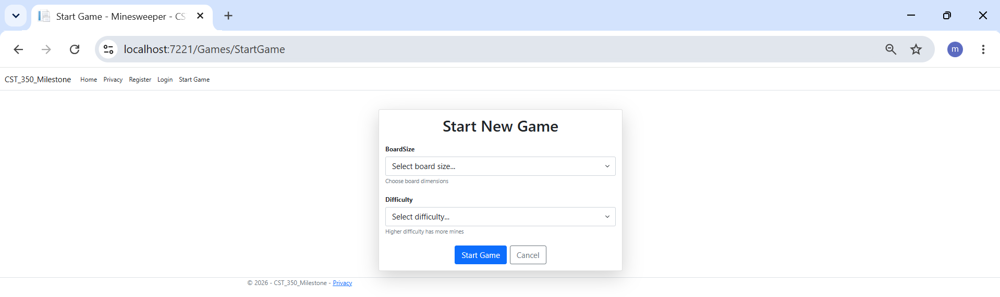 Start Game - Minesweeper - CS
localhost:7221/Games/StartGame
m
CST_350_Milestone Home Privacy Register Login Start Game
Start New Game
BoardSize
Select board size...
Choose board dimensions
Difficulty
Select difficulty...
Higher difficulty has more mines
Start Game Cancel
© 2026 - CST_350_Milestone - Privacy